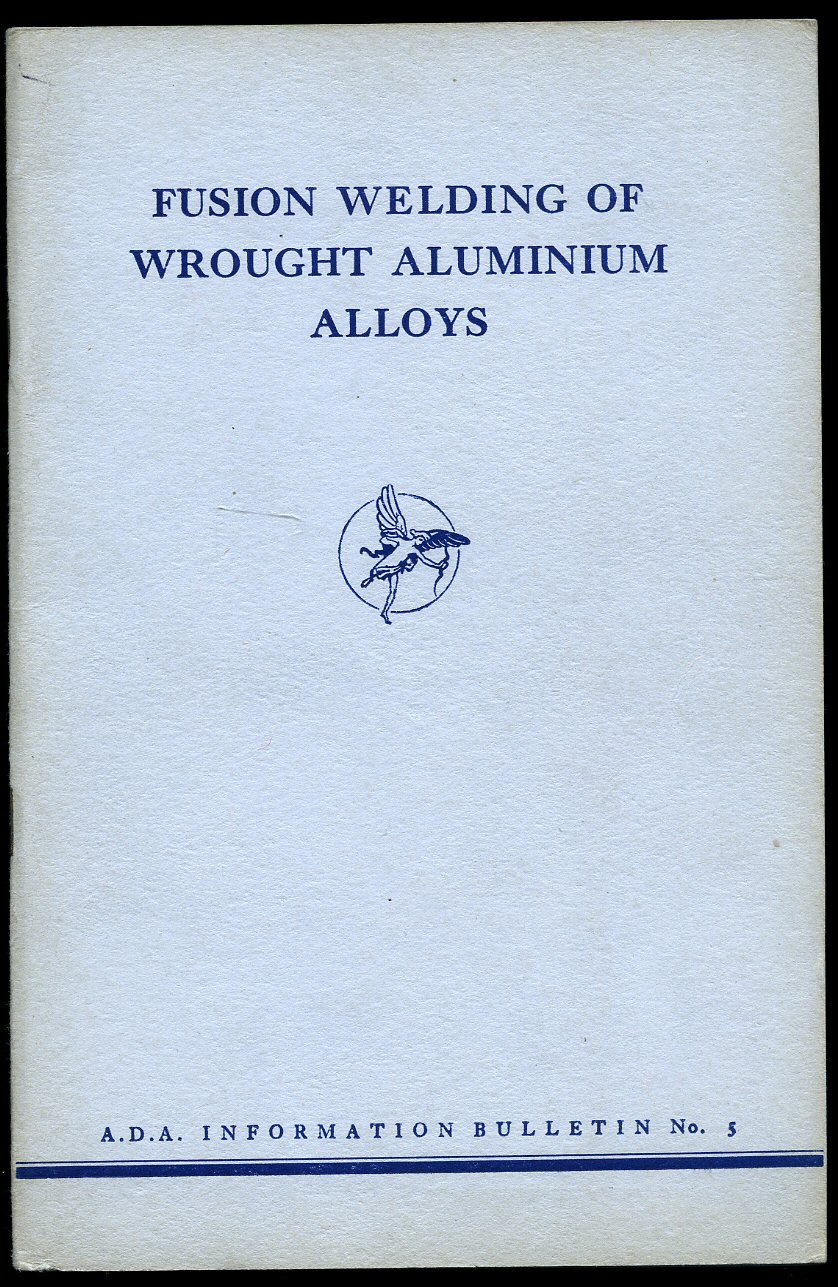 FUSION WELDING OF
WROUGHT ALUMINIUM
ALLOYS
A.D.A. INFORMATION BULLETIN No. 5